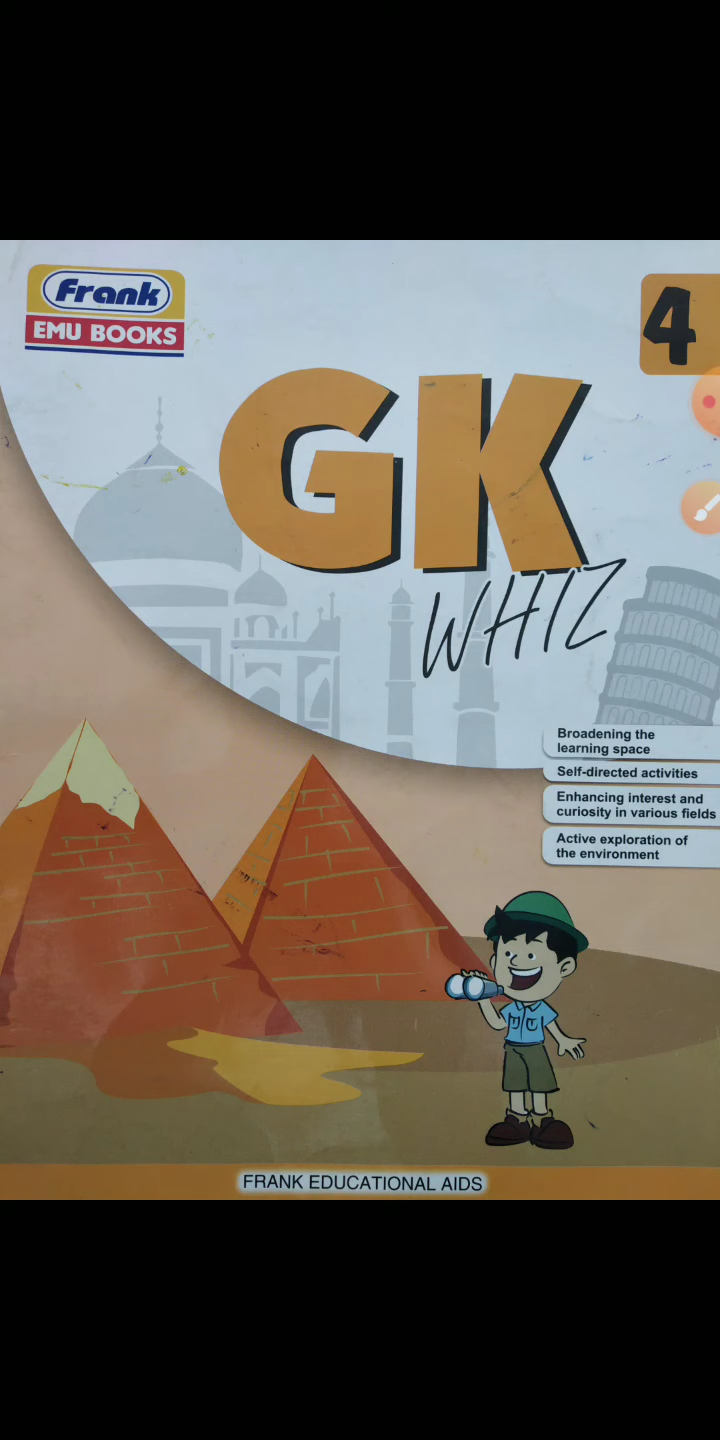 Frank
EMU BOOKS
4
GK
WHIZ
Broadening the
learning space
Self-directed activities
Enhancing interest and
curiosity in various fields
Active exploration of
the environment
FRANK EDUCATIONAL AIDS